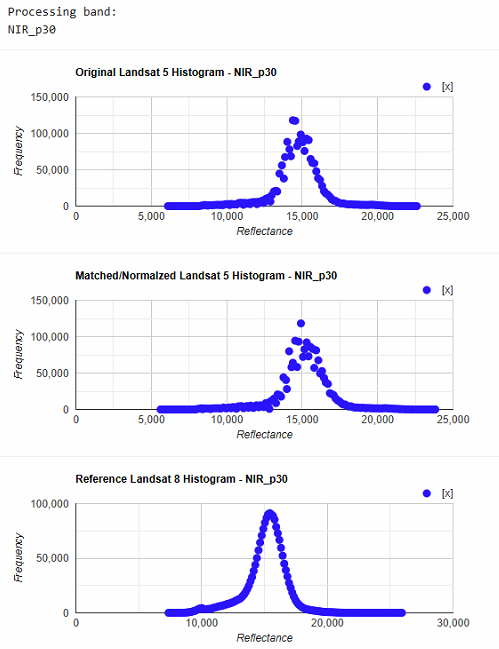 Processing band:
NIR_p30
Original Landsat 5 Histogram - NIR_p30
[x]
150,000
100,000
50,000
0
Frequency
0 5,000 10,000 15,000 20,000 25,000
Reflectance
Matched/Normalzed Landsat 5 Histogram - NIR_p30
[x]
150,000
100,000
50,000
0
Frequency
0 5,000 10,000 15,000 20,000 25,000
Reflectance
Reference Landsat 8 Histogram - NIR_p30
[x]
100,000
50,000
0
Frequency
0 10,000 20,000 30,000
Reflectance